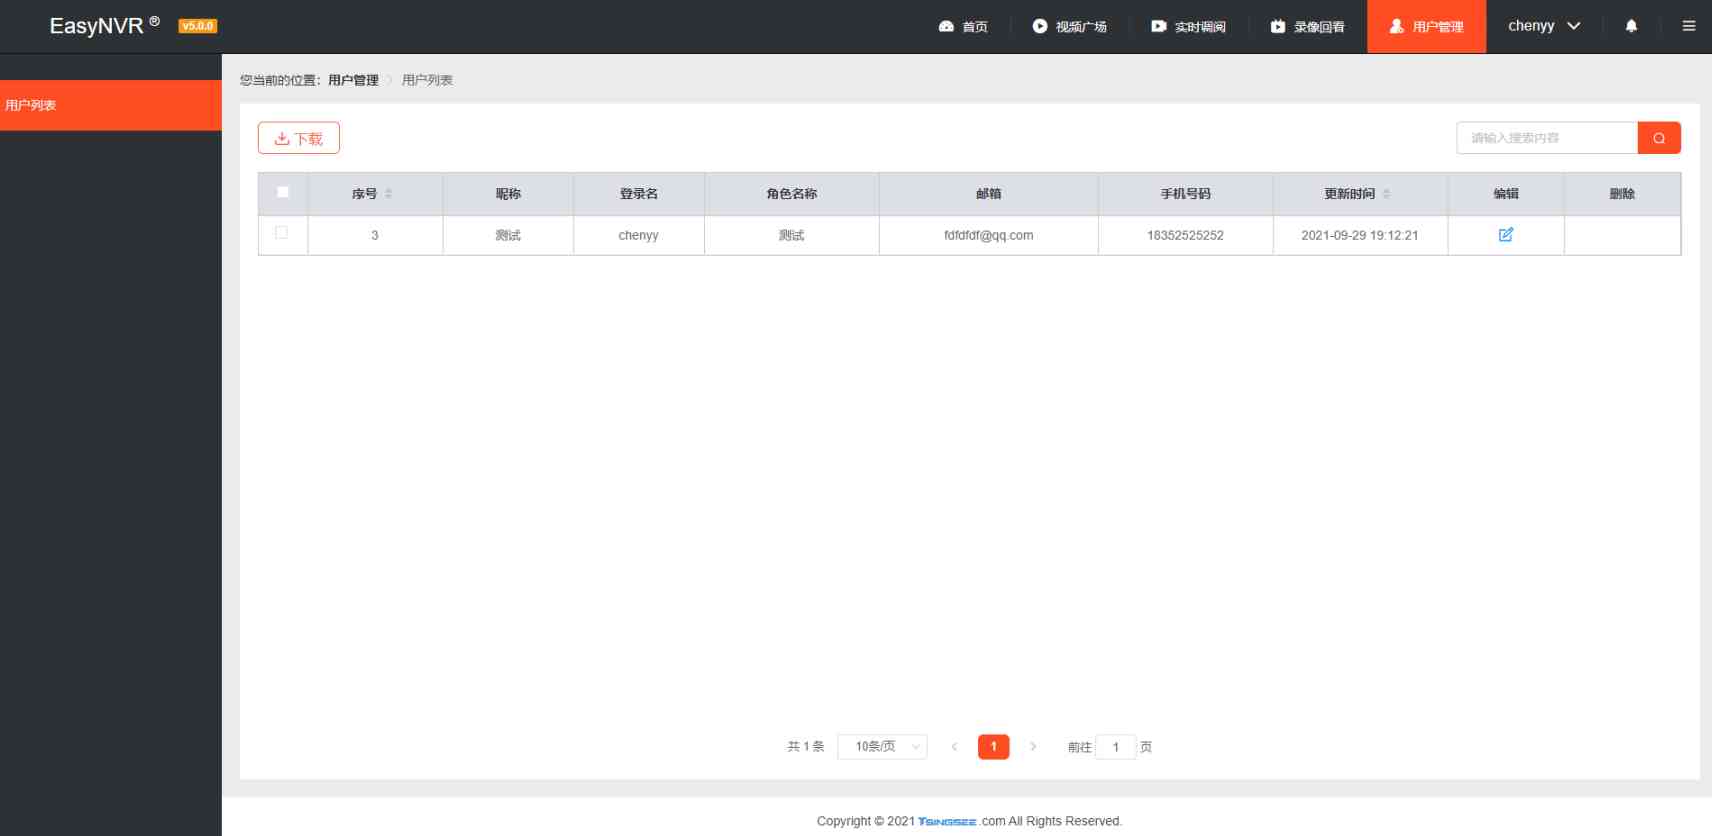 EasyNVR ® v5.0.0 首页 视频广场 实时调阅 录像回看 用户管理 chenyy
用户列表
您当前的位置: 用户管理 用户列表
下载 请输入搜索内容
序号 昵称 登录名 角色名称 邮箱 手机号码 更新时间 编辑 删除
3 测试 chenyy 测试 fdfdfdf@qq.com 18352525252 2021-09-29 19:12:21
共 1 条 10条/页 1 前往 1 页
Copyright © 2021 TSINGSEE .com All Rights Reserved.